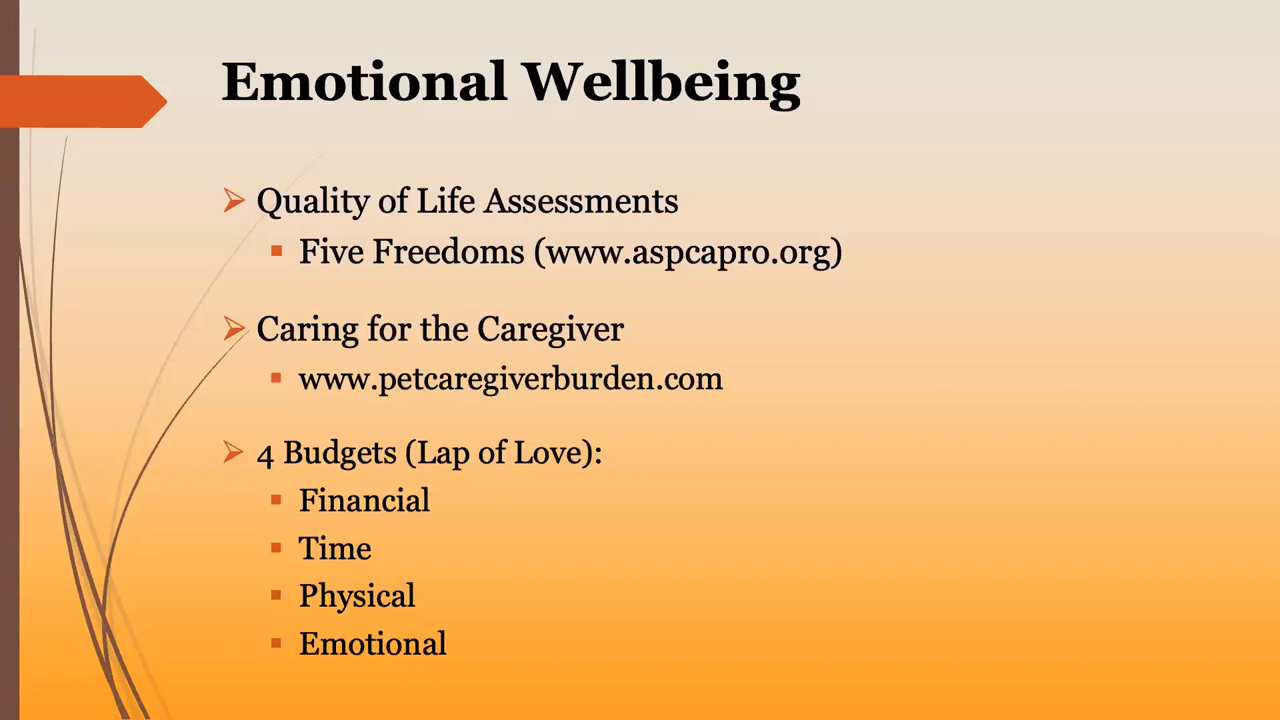 Emotional Wellbeing
Quality of Life Assessments
Five Freedoms (www.aspcapro.org)
Caring for the Caregiver
www.petcaregiverburden.com
4 Budgets (Lap of Love):
Financial
Time
Physical
Emotional